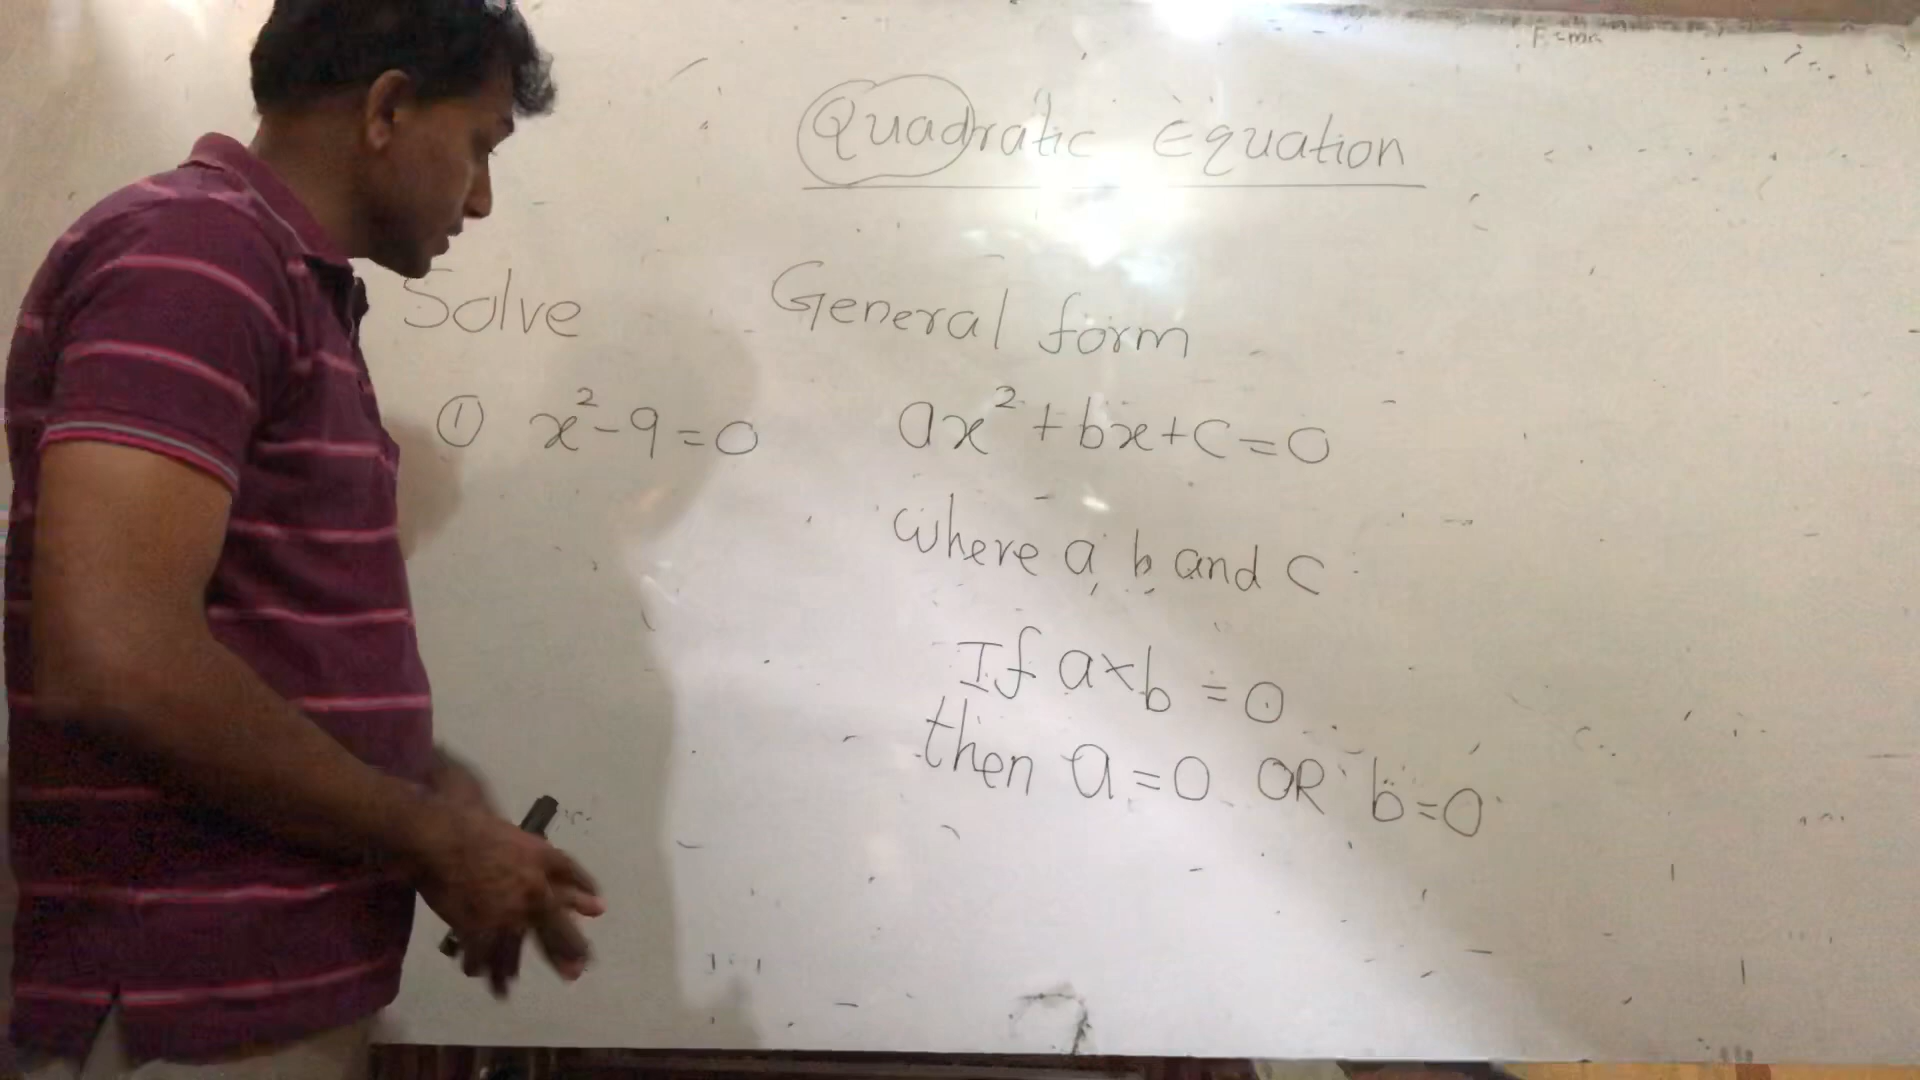 Quadratic Equation
Solve
① x²-9=0
General form
ax²+bx+c=0
where a, b and c
If a×b=0
then a=0 OR b=0